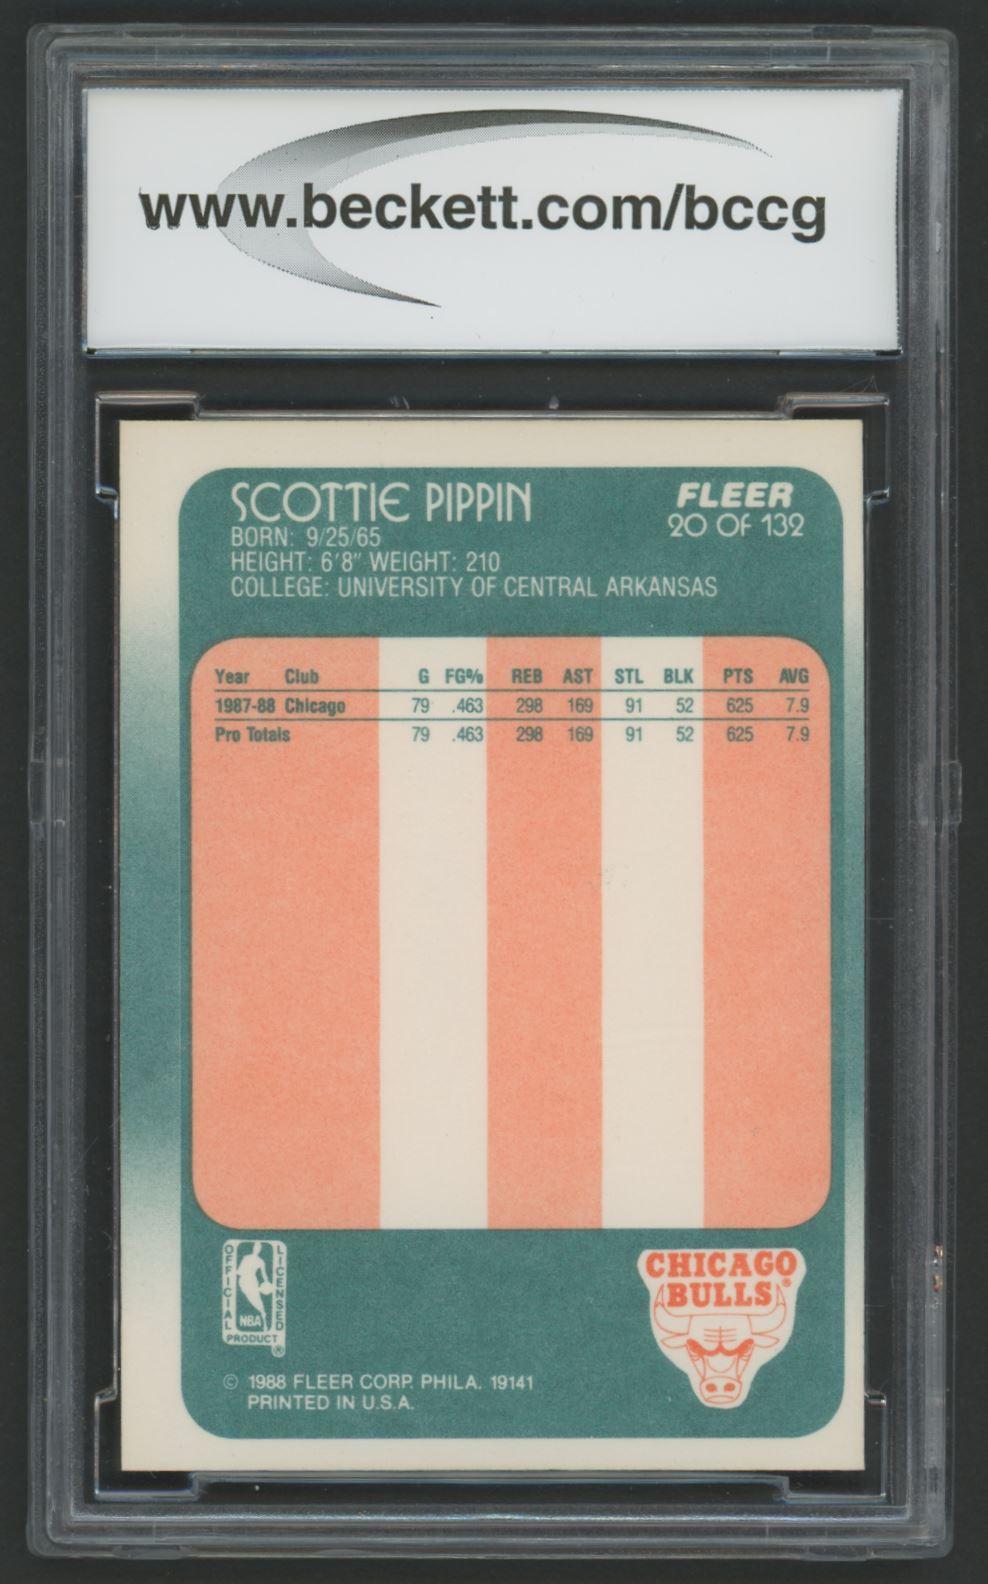 www.beckett.com/bccg
SCOTTIE PIPPIN
FLEER
20 OF 132
BORN: 9/25/65
HEIGHT: 6'8" WEIGHT: 210
COLLEGE: UNIVERSITY OF CENTRAL ARKANSAS
Year Club G FG% REB AST STL BLK PTS AVG
1987-88 Chicago 79 .463 298 169 91 52 625 7.9
Pro Totals 79 .463 298 169 91 52 625 7.9
OFFICIAL LICENSED
NBA
PRODUCT ®
CHICAGO
BULLS®
© 1988 FLEER CORP. PHILA. 19141
PRINTED IN U.S.A.